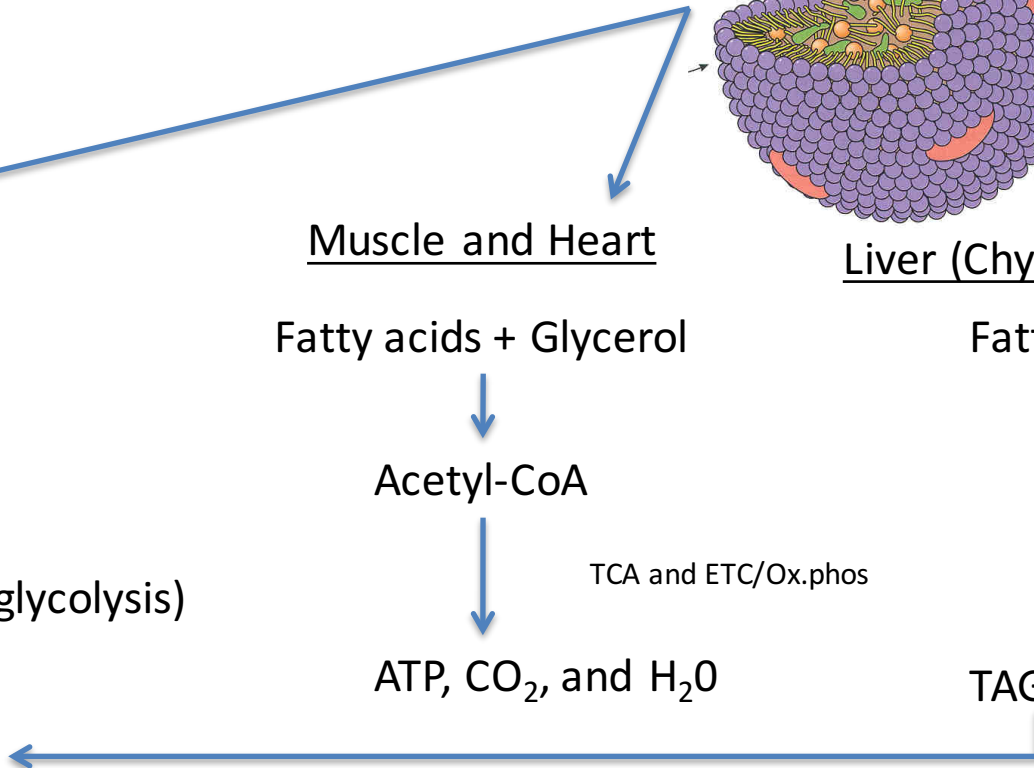 Muscle and Heart
Liver (Chy
Fatty acids + Glycerol
Fatt
Acetyl-CoA
TCA and ETC/Ox.phos
glycolysis)
ATP, CO₂, and H₂0
TAG